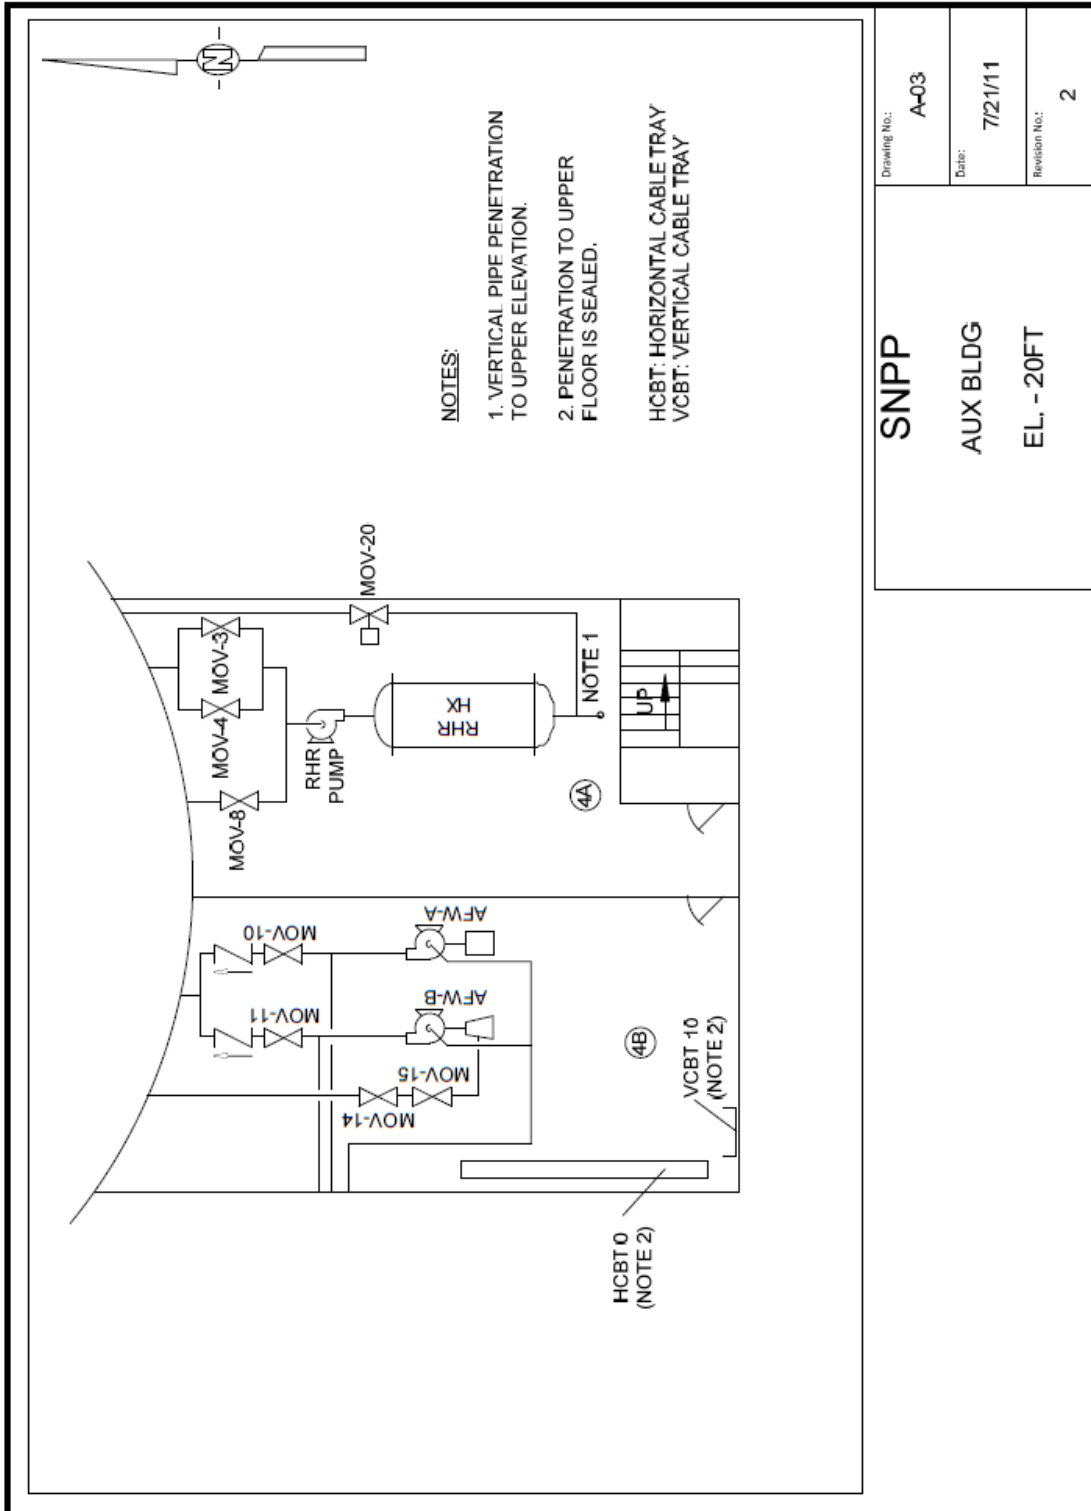 N
NOTES:
1. VERTICAL PIPE PENETRATION
TO UPPER ELEVATION.
2. PENETRATION TO UPPER
FLOOR IS SEALED.
HCBT: HORIZONTAL CABLE TRAY
VCBT: VERTICAL CABLE TRAY
MOV-20
MOV-3
MOV-4
MOV-8
RHR
PUMP
RHR
HX
NOTE 1
UP
4A
MOV-10
MOV-11
AFW-A
AFW-B
MOV-15
MOV-14
4B
VCBT 10
(NOTE 2)
HCBT 0
(NOTE 2)
SNPP
AUX BLDG
EL. - 20FT
Drawing No.:
A-03
Date:
7/21/11
Revision No.:
2